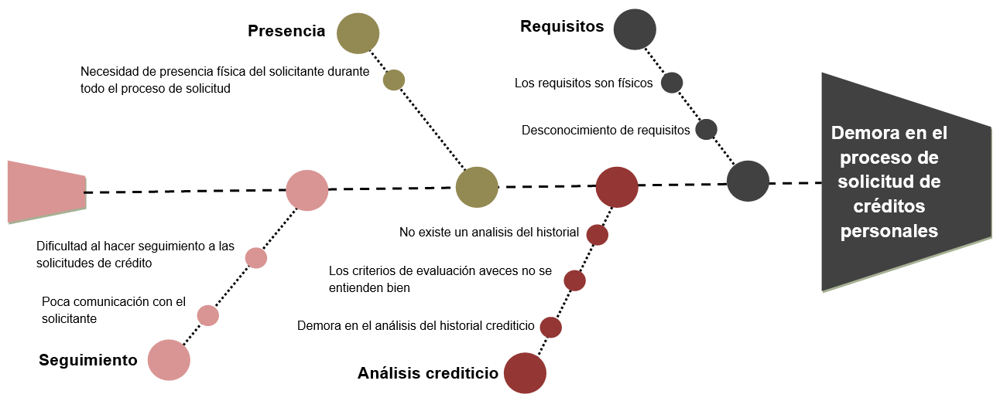 Presencia
Necesidad de presencia física del solicitante durante
todo el proceso de solicitud
Requisitos
Los requisitos son físicos
Desconocimiento de requisitos
Demora en el
proceso de
solicitud de
créditos
personales
Dificultad al hacer seguimiento a las
solicitudes de crédito
Poca comunicación con el
solicitante
Seguimiento
No existe un analisis del historial
Los criterios de evaluación aveces no se
entienden bien
Demora en el análisis del historial crediticio
Análisis crediticio